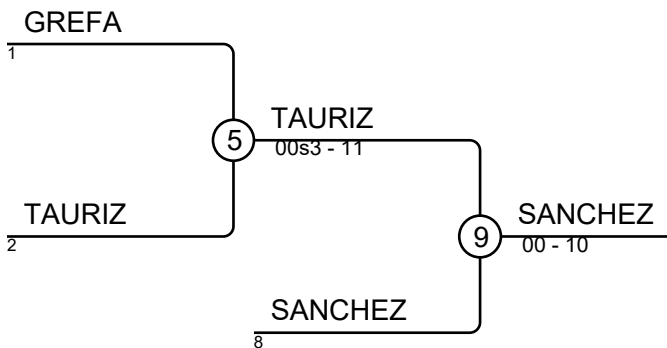 GREFA
1
TAURIZ
5
00s3 - 11
TAURIZ
2
SANCHEZ
9
00 - 10
SANCHEZ
8